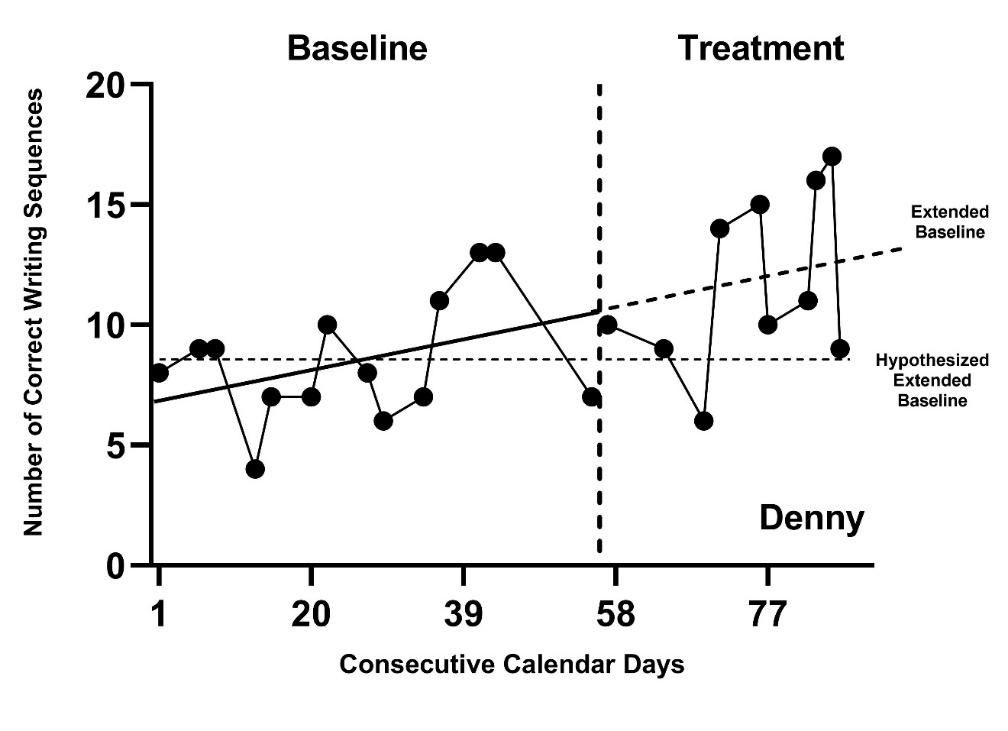 Baseline
Treatment
Number of Correct Writing Sequences
20
15
10
5
0
Extended
Baseline
Hypothesized
Extended
Baseline
Denny
1
20
39
58
77
Consecutive Calendar Days